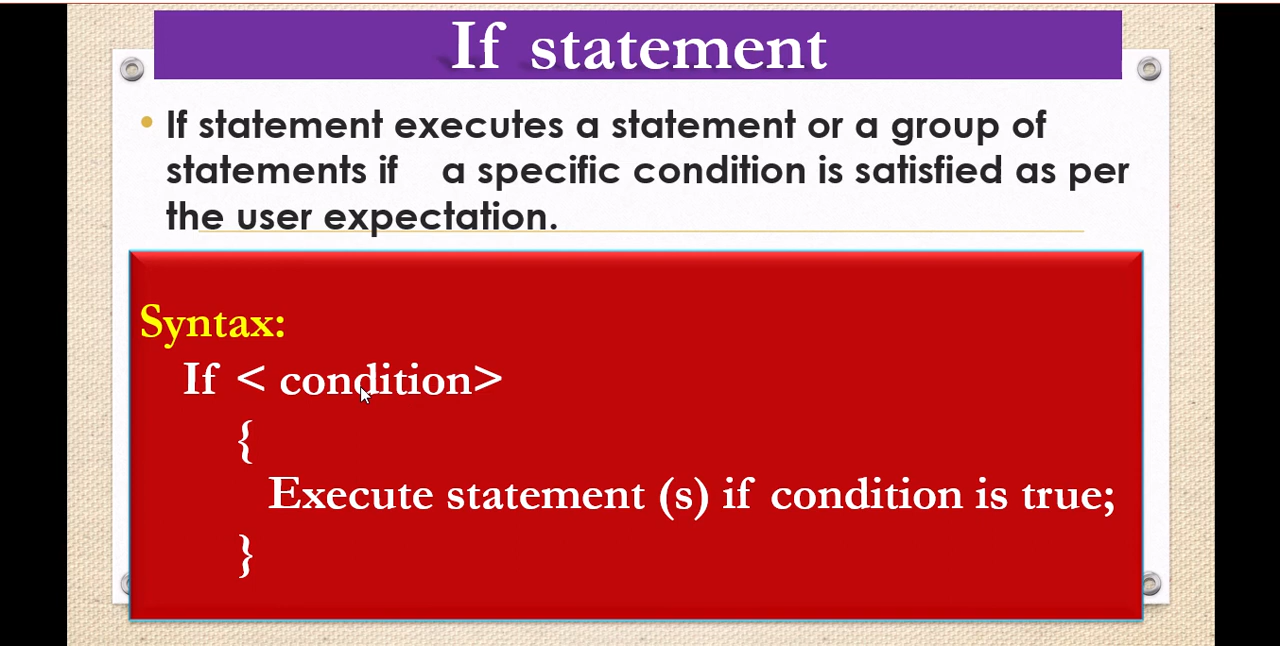 If statement
• If statement executes a statement or a group of
statements if a specific condition is satisfied as per
the user expectation.
Syntax:
If < condition>
{
Execute statement (s) if condition is true;
}